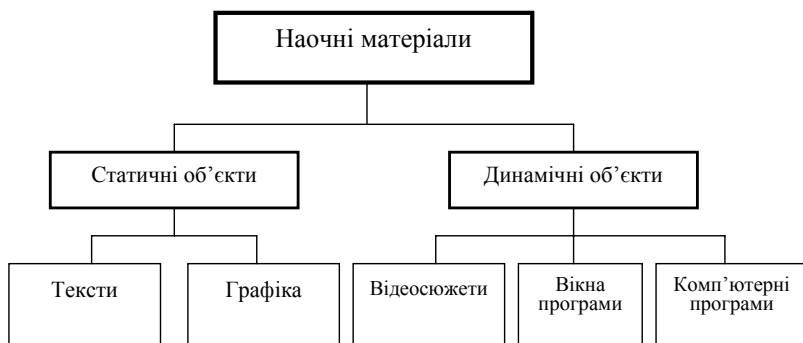 Наочні матеріали
Статичні об’єкти
Динамічні об’єкти
Тексти
Графіка
Відеосюжети
Вікна
програми
Комп’ютерні
програми